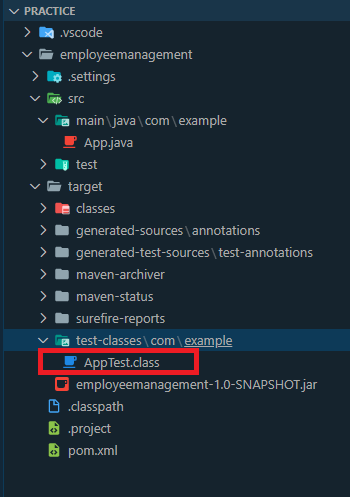 PRACTICE
.vscode
employeemanagement
.settings
src
main\java\com\example
App.java
test
target
classes
generated-sources\annotations
generated-test-sources\test-annotations
maven-archiver
maven-status
surefire-reports
test-classes\com\example
AppTest.class
employeemanagement-1.0-SNAPSHOT.jar
.classpath
.project
pom.xml